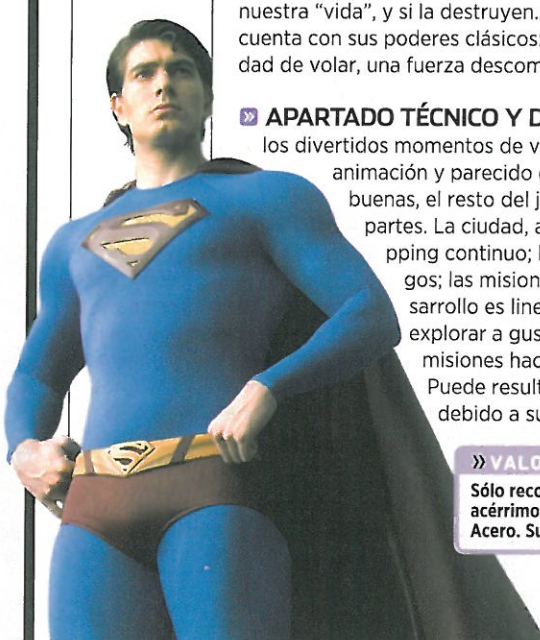 nuestra “vida”, y si la destruyen.
cuenta con sus poderes clásicos:
dad de volar, una fuerza descom
» APARTADO TÉCNICO Y D
los divertidos momentos de v
animación y parecido
buenas, el resto del j
partes. La ciudad, a
pping continuo;
gos; las mision
sarrollo es line
explorar a gus
misiones hac
Puede result
debido a su
» VALO
Sólo reco
acérrimo
Acero. Su